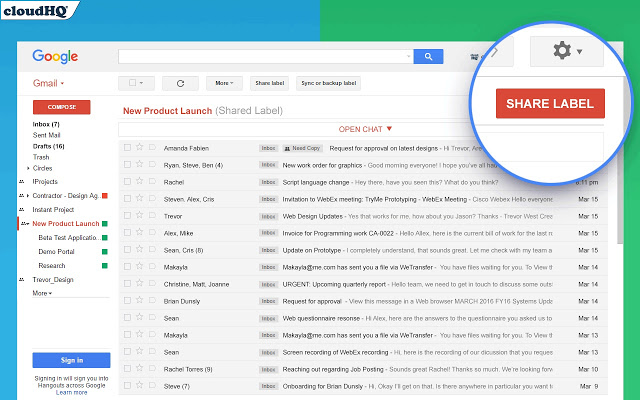 cloudHQ
Google
Gmail
More
Share label
Sync or backup label
SHARE LABEL
COMPOSE
New Product Launch (Shared Label)
OPEN CHAT
Inbox (7)
Sent Mail
Drafts (16)
Trash
Circles
!Projects
Contractor - Design Ag...
Instant Project
New Product Launch
Beta Test Applicatio...
Demo Portal
Research
Trevor_Design
More
Sign in
Signing in will sign you into
Hangouts across Google
Learn more
Amanda Fabien Inbox Need Copy Request for approval on latest designs - Hi Trevor, Are
Ryan, Steve, Ben (4) Inbox New work order for graphics - Good morning everyone! I hope you've all had
Rachel Inbox Script language change - Hey there, have you seen this? What do you think? 8:11 pm
Steven, Alex, Cris Inbox Invitation to WebEx meeting: TryMe Prototyping - WebEx Meeting - Cisco Webex Hello everyone Mar 15
Trevor Inbox Web Design Updates - Yes that works for me, how about you Jason? Thanks - Trevor West Crea Mar 15
Alex, Mike Inbox Invoice for Programming work CA-0022 - Hello Allex, here is the current bill of work for the last m Mar 15
Sean, Cris (8) Inbox Update on Prototype - I completely understand, that sounds great. Let me check with my team a Mar 15
Makayla Inbox Makayla@me.com has sent you a file via WeTransfer - You have files waiting for you. To View th Mar 15
Christine, Matt, Joanne Inbox URGENT: Upcoming quarterly report - Hello team, we need to get in touch to discuss some outst Mar 15
Brian Dunsly Inbox Request for approval - View this message in a Web browser MARCH 2016 FY16 Systems Upda Mar 14
Sean Inbox Web questionnaire resonse - Hi Alex, here are the answers to the questionnaire you asked us to Mar 14
Makayla Inbox Makayla@me.com has sent you a file via WeTransfer - You have files waiting for you. To View t Mar 13
Sean Inbox Screen recording of WebEx recording - Hi, here is the recording of our dicussion that you reques Mar 13
Rachel Torres (9) Inbox Reaching out regarding Job Posting - Sounds great Rachel! Thanks so much. We're looking forw Mar 10
Steve (7) Inbox Onboarding for Brian Dunsly - Hi, Okay I'll get on that. Is there anywhere in particular you want t Mar 10